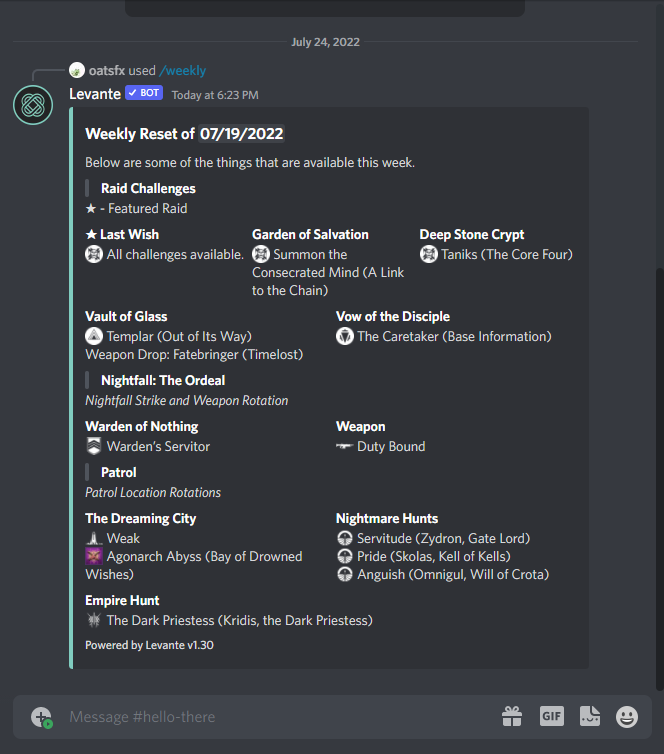 July 24, 2022
oatsfx used /weekly
Levante ✓ BOT Today at 6:23 PM
Weekly Reset of 07/19/2022
Below are some of the things that are available this week.
Raid Challenges
★ - Featured Raid
★ Last Wish
All challenges available.
Garden of Salvation
Summon the
Consecrated Mind (A Link
to the Chain)
Deep Stone Crypt
Taniks (The Core Four)
Vault of Glass
Templar (Out of Its Way)
Weapon Drop: Fatebringer (Timelost)
Vow of the Disciple
The Caretaker (Base Information)
Nightfall: The Ordeal
Nightfall Strike and Weapon Rotation
Warden of Nothing
Warden's Servitor
Weapon
Duty Bound
Patrol
Patrol Location Rotations
The Dreaming City
Weak
Agonarch Abyss (Bay of Drowned
Wishes)
Nightmare Hunts
Servitude (Zydron, Gate Lord)
Pride (Skolas, Kell of Kells)
Anguish (Omnigul, Will of Crota)
Empire Hunt
The Dark Priestess (Kridis, the Dark Priestess)
Powered by Levante v1.30
Message #hello-there
GIF